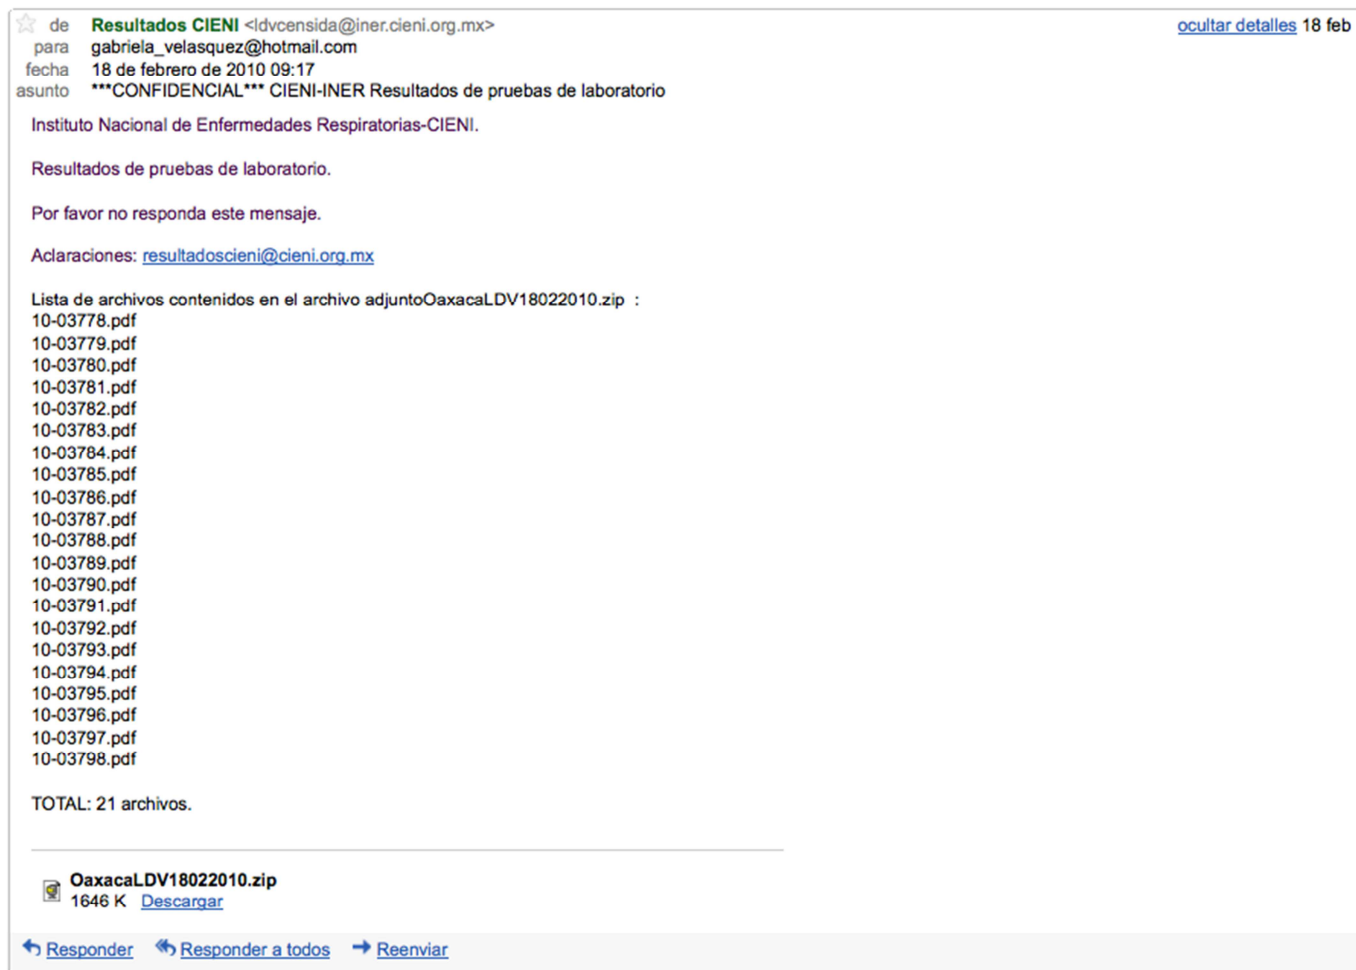 de Resultados CIENI <ldvcensida@iner.cieni.org.mx> ocultar detalles 18 feb
para gabriela_velasquez@hotmail.com
fecha 18 de febrero de 2010 09:17
asunto ***CONFIDENCIAL*** CIENI-INER Resultados de pruebas de laboratorio
Instituto Nacional de Enfermedades Respiratorias-CIENI.
Resultados de pruebas de laboratorio.
Por favor no responda este mensaje.
Aclaraciones: resultadoscieni@cieni.org.mx
Lista de archivos contenidos en el archivo adjuntoOaxacaLDV18022010.zip :
10-03778.pdf
10-03779.pdf
10-03780.pdf
10-03781.pdf
10-03782.pdf
10-03783.pdf
10-03784.pdf
10-03785.pdf
10-03786.pdf
10-03787.pdf
10-03788.pdf
10-03789.pdf
10-03790.pdf
10-03791.pdf
10-03792.pdf
10-03793.pdf
10-03794.pdf
10-03795.pdf
10-03796.pdf
10-03797.pdf
10-03798.pdf
TOTAL: 21 archivos.
OaxacaLDV18022010.zip
1646 K Descargar
Responder Responder a todos Reenviar